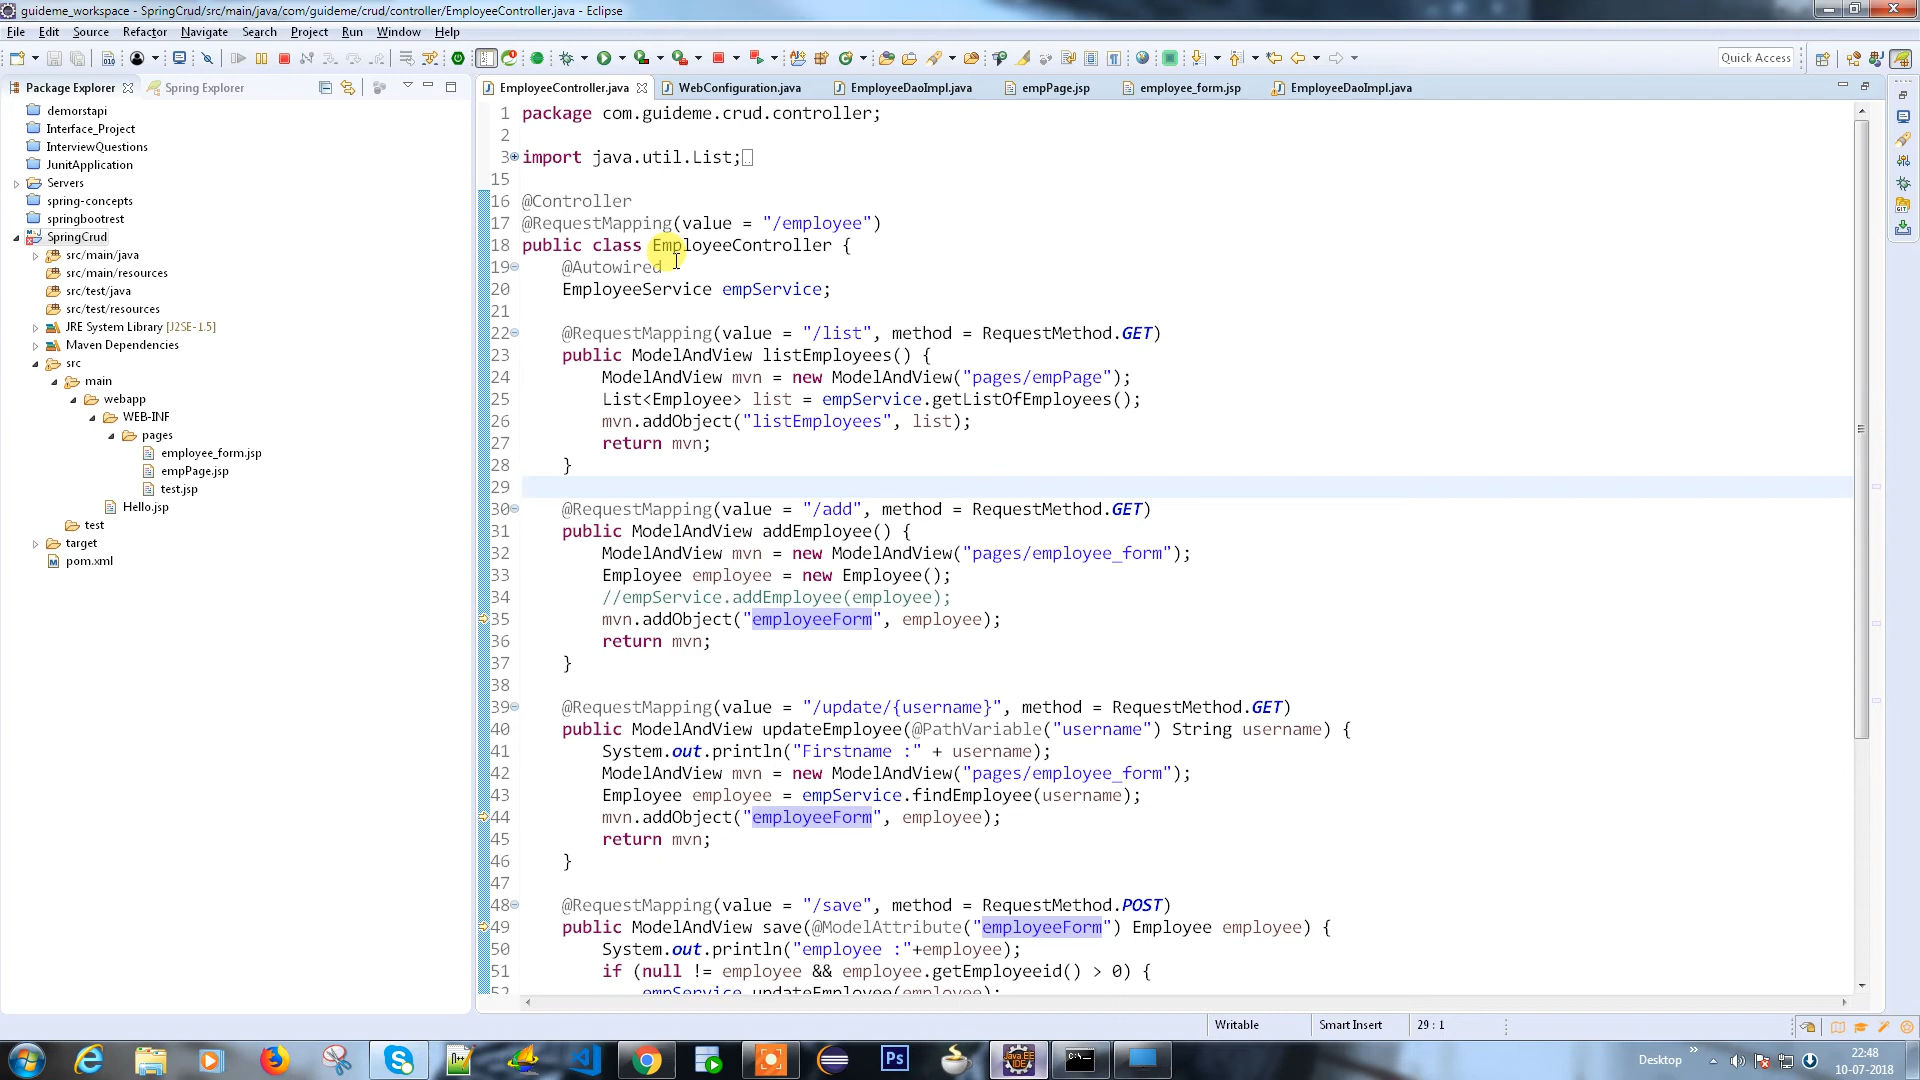 guideme_workspace - SpringCrud/src/main/java/com/guideme/crud/controller/EmployeeController.java - Eclipse
File Edit Source Refactor Navigate Search Project Run Window Help
Quick Access
Package Explorer Spring Explorer
EmployeeController.java WebConfiguration.java EmployeeDaoImpl.java empPage.jsp employee_form.jsp EmployeeDaoImpl.java
demorstapi
Interface_Project
InterviewQuestions
JunitApplication
Servers
spring-concepts
springbootrest
SpringCrud
src/main/java
src/main/resources
src/test/java
src/test/resources
JRE System Library [J2SE-1.5]
Maven Dependencies
src
main
webapp
WEB-INF
pages
employee_form.jsp
empPage.jsp
test.jsp
Hello.jsp
test
target
pom.xml
1 package com.guideme.crud.controller;
2
3 import java.util.List;
15
16 @Controller
17 @RequestMapping(value = "/employee")
18 public class EmployeeController {
19 @Autowired
20 EmployeeService empService;
21
22 @RequestMapping(value = "/list", method = RequestMethod.GET)
23 public ModelAndView listEmployees() {
24 ModelAndView mvn = new ModelAndView("pages/empPage");
25 List<Employee> list = empService.getListOfEmployees();
26 mvn.addObject("listEmployees", list);
27 return mvn;
28 }
29
30 @RequestMapping(value = "/add", method = RequestMethod.GET)
31 public ModelAndView addEmployee() {
32 ModelAndView mvn = new ModelAndView("pages/employee_form");
33 Employee employee = new Employee();
34 //empService.addEmployee(employee);
35 mvn.addObject("employeeForm", employee);
36 return mvn;
37 }
38
39 @RequestMapping(value = "/update/{username}", method = RequestMethod.GET)
40 public ModelAndView updateEmployee(@PathVariable("username") String username) {
41 System.out.println("Firstname :" + username);
42 ModelAndView mvn = new ModelAndView("pages/employee_form");
43 Employee employee = empService.findEmployee(username);
44 mvn.addObject("employeeForm", employee);
45 return mvn;
46 }
47
48 @RequestMapping(value = "/save", method = RequestMethod.POST)
49 public ModelAndView save(@ModelAttribute("employeeForm") Employee employee) {
50 System.out.println("employee :"+employee);
51 if (null != employee && employee.getEmployeeid() > 0) {
52 empService.updateEmployee(employee);
Writable Smart Insert 29 : 1
Ps Java EE IDE
Desktop 22:48
10-07-2018